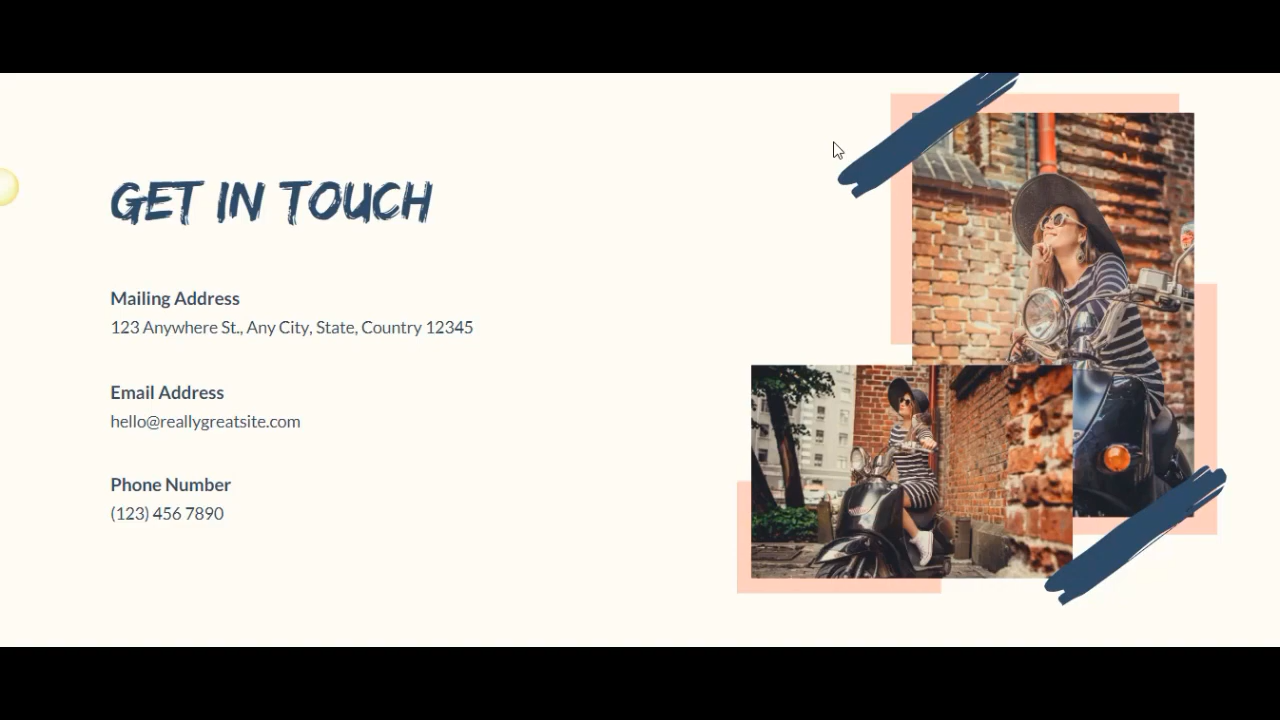 GET IN TOUCH
Mailing Address
123 Anywhere St., Any City, State, Country 12345
Email Address
hello@reallygreatsite.com
Phone Number
(123) 456 7890